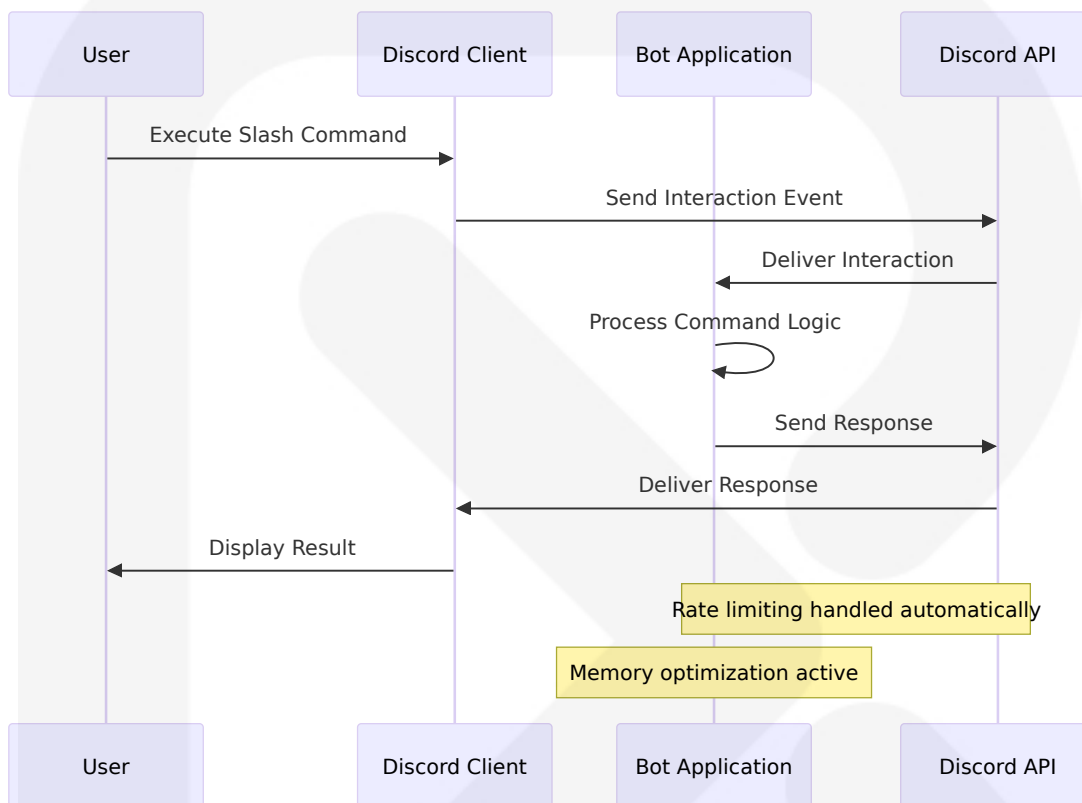 User
Discord Client
Bot Application
Discord API
Execute Slash Command
Send Interaction Event
Deliver Interaction
Process Command Logic
Send Response
Deliver Response
Display Result
Rate limiting handled automatically
Memory optimization active
User
Discord Client
Bot Application
Discord API